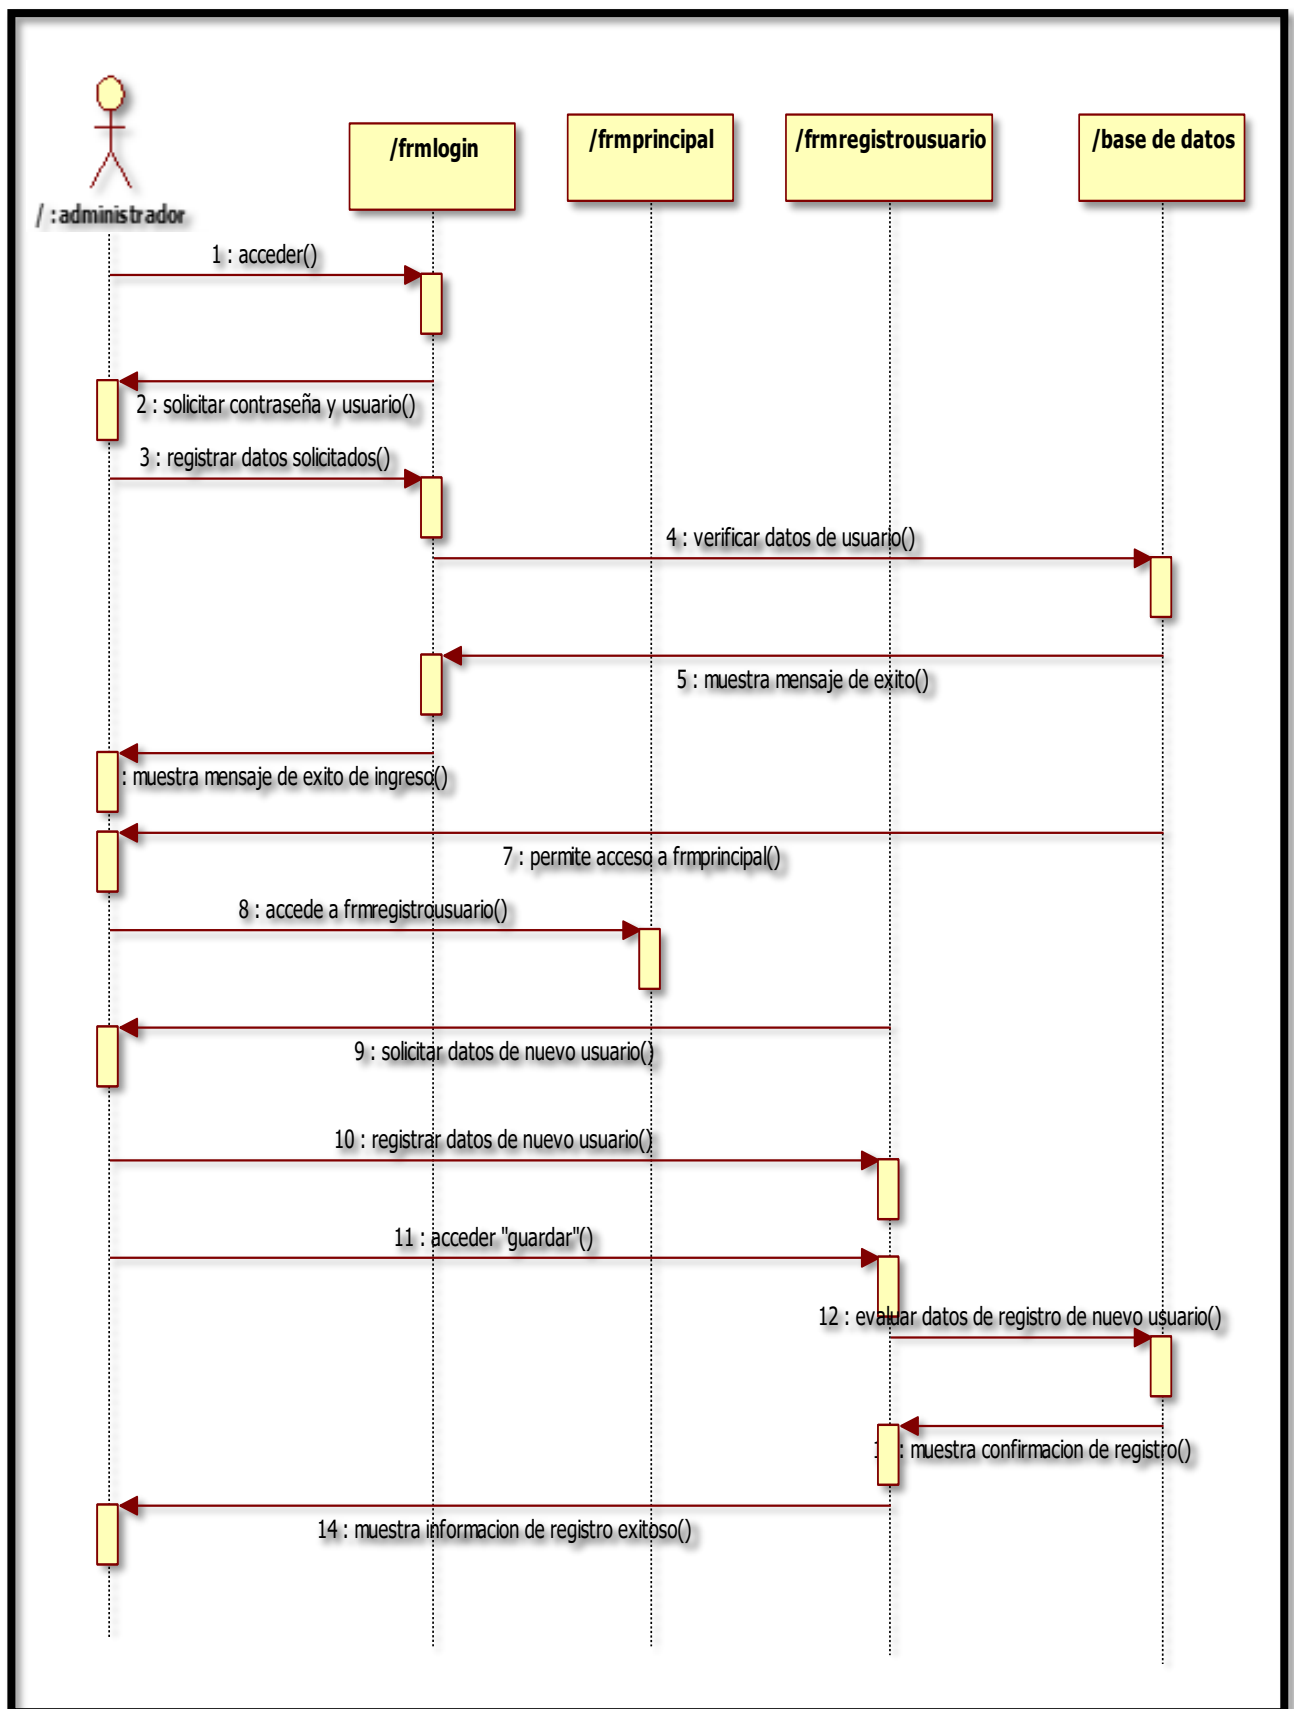 / :administrador
/frmlogin
/frmprincipal
/frmregistrousuario
/base de datos
1 : acceder()
2 : solicitar contraseña y usuario()
3 : registrar datos solicitados()
4 : verificar datos de usuario()
5 : muestra mensaje de exito()
: muestra mensaje de exito de ingreso()
7 : permite acceso a frmprincipal()
8 : accede a frmregistrousuario()
9 : solicitar datos de nuevo usuario()
10 : registrar datos de nuevo usuario()
11 : acceder "guardar"()
12 : evaluar datos de registro de nuevo usuario()
: muestra confirmacion de registro()
14 : muestra informacion de registro exitoso()